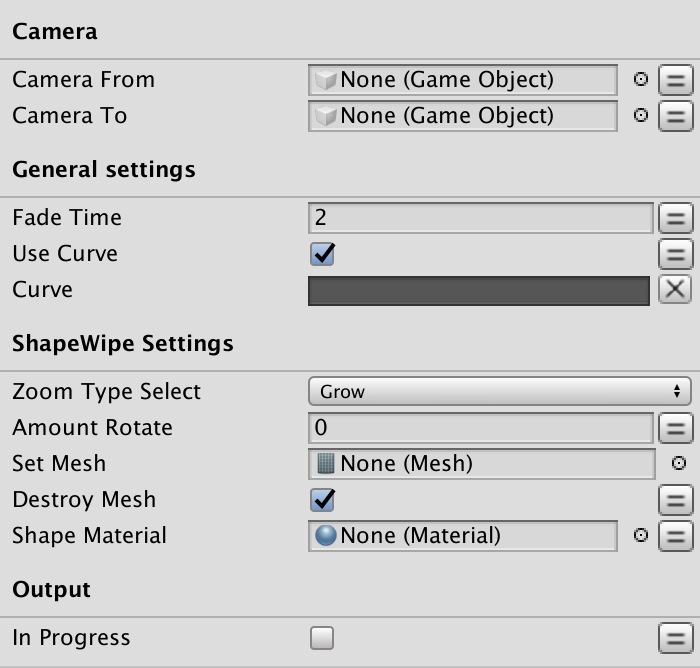 Camera
Camera From None (Game Object)
Camera To None (Game Object)
General settings
Fade Time 2
Use Curve
Curve
ShapeWipe Settings
Zoom Type Select Grow
Amount Rotate 0
Set Mesh None (Mesh)
Destroy Mesh
Shape Material None (Material)
Output
In Progress